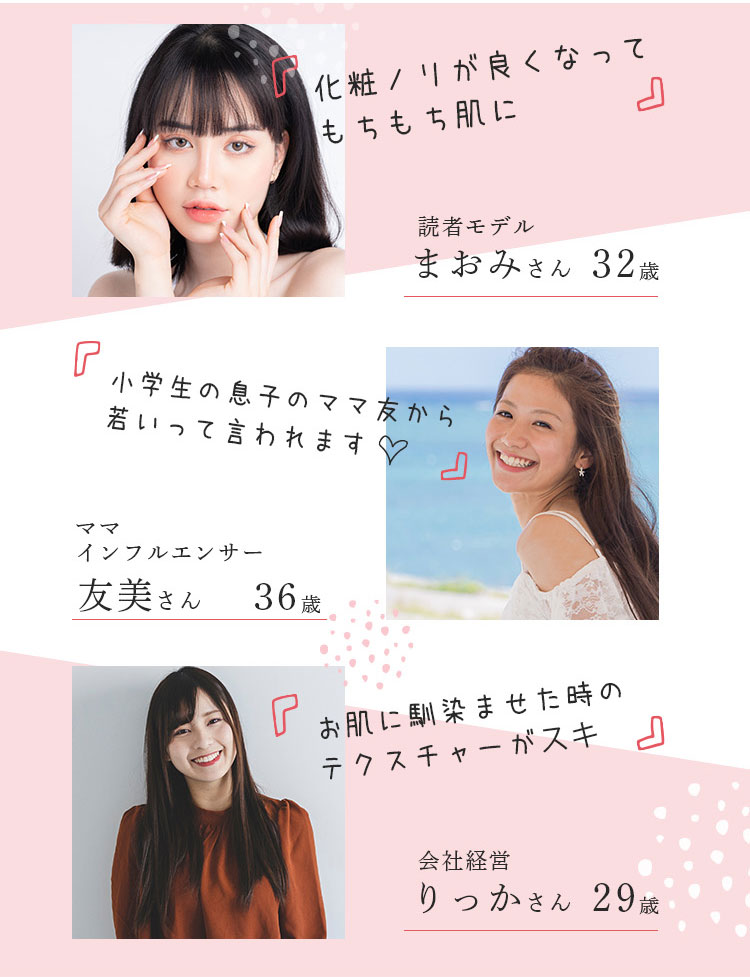 『化粧ノリが良くなって
もちもち肌に』
読者モデル
まおみさん 32歳
『小学生の息子のママ友から
若いって言われます♡』
ママ
インフルエンサー
友美さん 36歳
『お肌に馴染ませた時の
テクスチャーがスキ』
会社経営
りっかさん 29歳